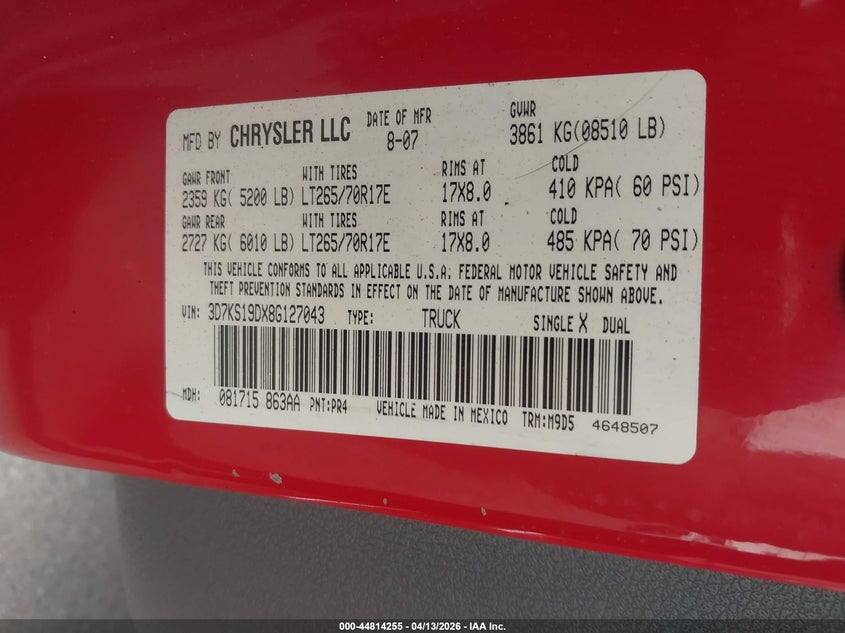 MFD BY CHRYSLER LLC DATE OF MFR 8-07 GVWR 3861 KG(08510 LB)
GAWR FRONT WITH TIRES RIMS AT COLD
2359 KG( 5200 LB) LT265/70R17E 17X8.0 410 KPA( 60 PSI)
GAWR REAR WITH TIRES RIMS AT COLD
2727 KG( 6010 LB) LT265/70R17E 17X8.0 485 KPA( 70 PSI)
THIS VEHICLE CONFORMS TO ALL APPLICABLE U.S.A. FEDERAL MOTOR VEHICLE SAFETY AND
THEFT PREVENTION STANDARDS IN EFFECT ON THE DATE OF MANUFACTURE SHOWN ABOVE.
VIN: 3D7KS19DX8G127043 TYPE: TRUCK SINGLE X DUAL
MDH: 081715 863AA PNT:PR4 VEHICLE MADE IN MEXICO TRM:M9D5 4648507
000-44814255 - 04/13/2026 - IAA Inc.